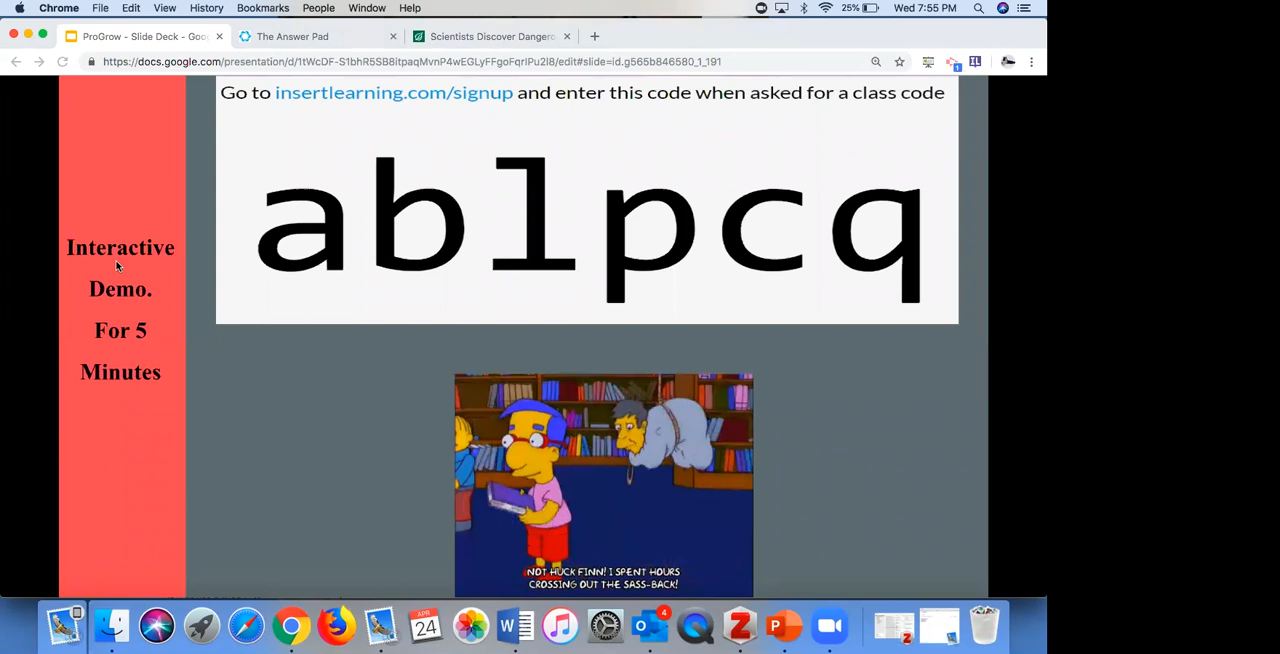 Chrome File Edit View History Bookmarks People Window Help 25% Wed 7:55 PM
ProGrow - Slide Deck - Goo The Answer Pad Scientists Discover Dangero
https://docs.google.com/presentation/d/1tWcDF-S1bhR5SB8itpaqMvnP4wEGLyFFgoFqrlPu2I8/edit#slide=id.g565b846580_1_191
Go to insertlearning.com/signup and enter this code when asked for a class code
ablpcq
Interactive
Demo.
For 5
Minutes
NOT HUCK FINN! I SPENT HOURS
CROSSING OUT THE SASS-BACK!
APR
24
4